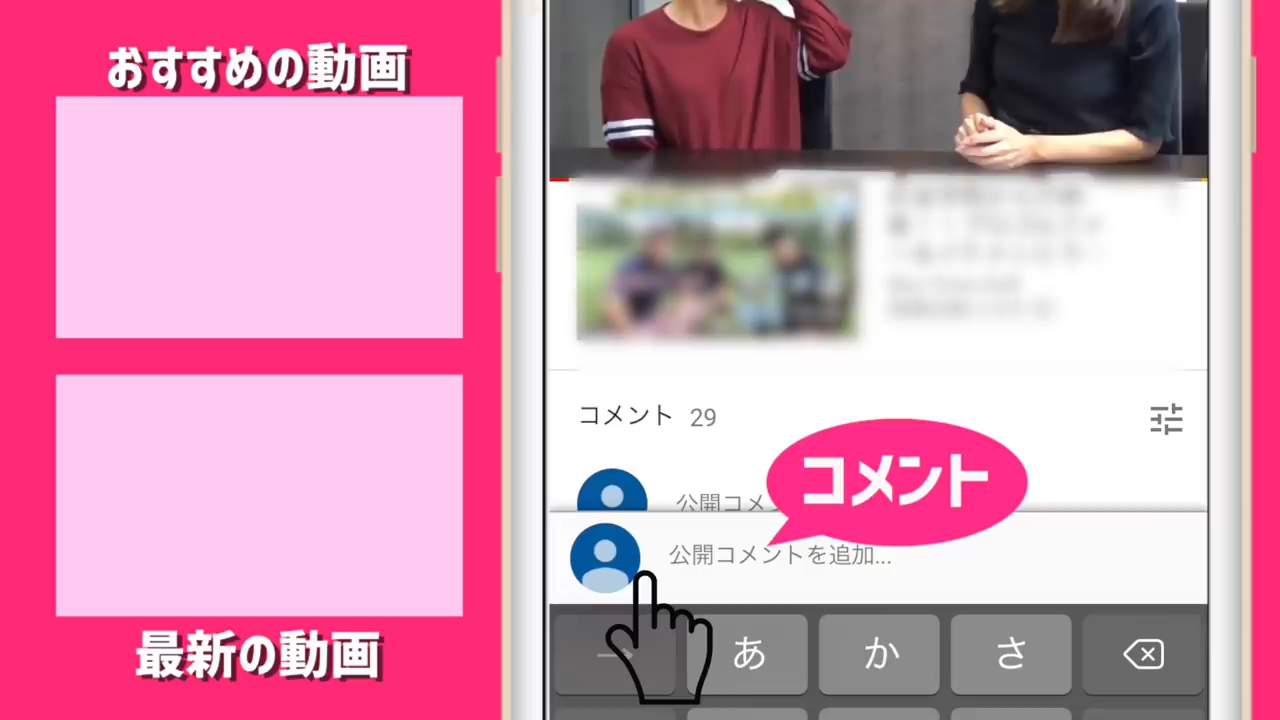 おすすめの動画
最新の動画
コメント 29
コメント
公開コメ
公開コメントを追加...
あ
か
さ